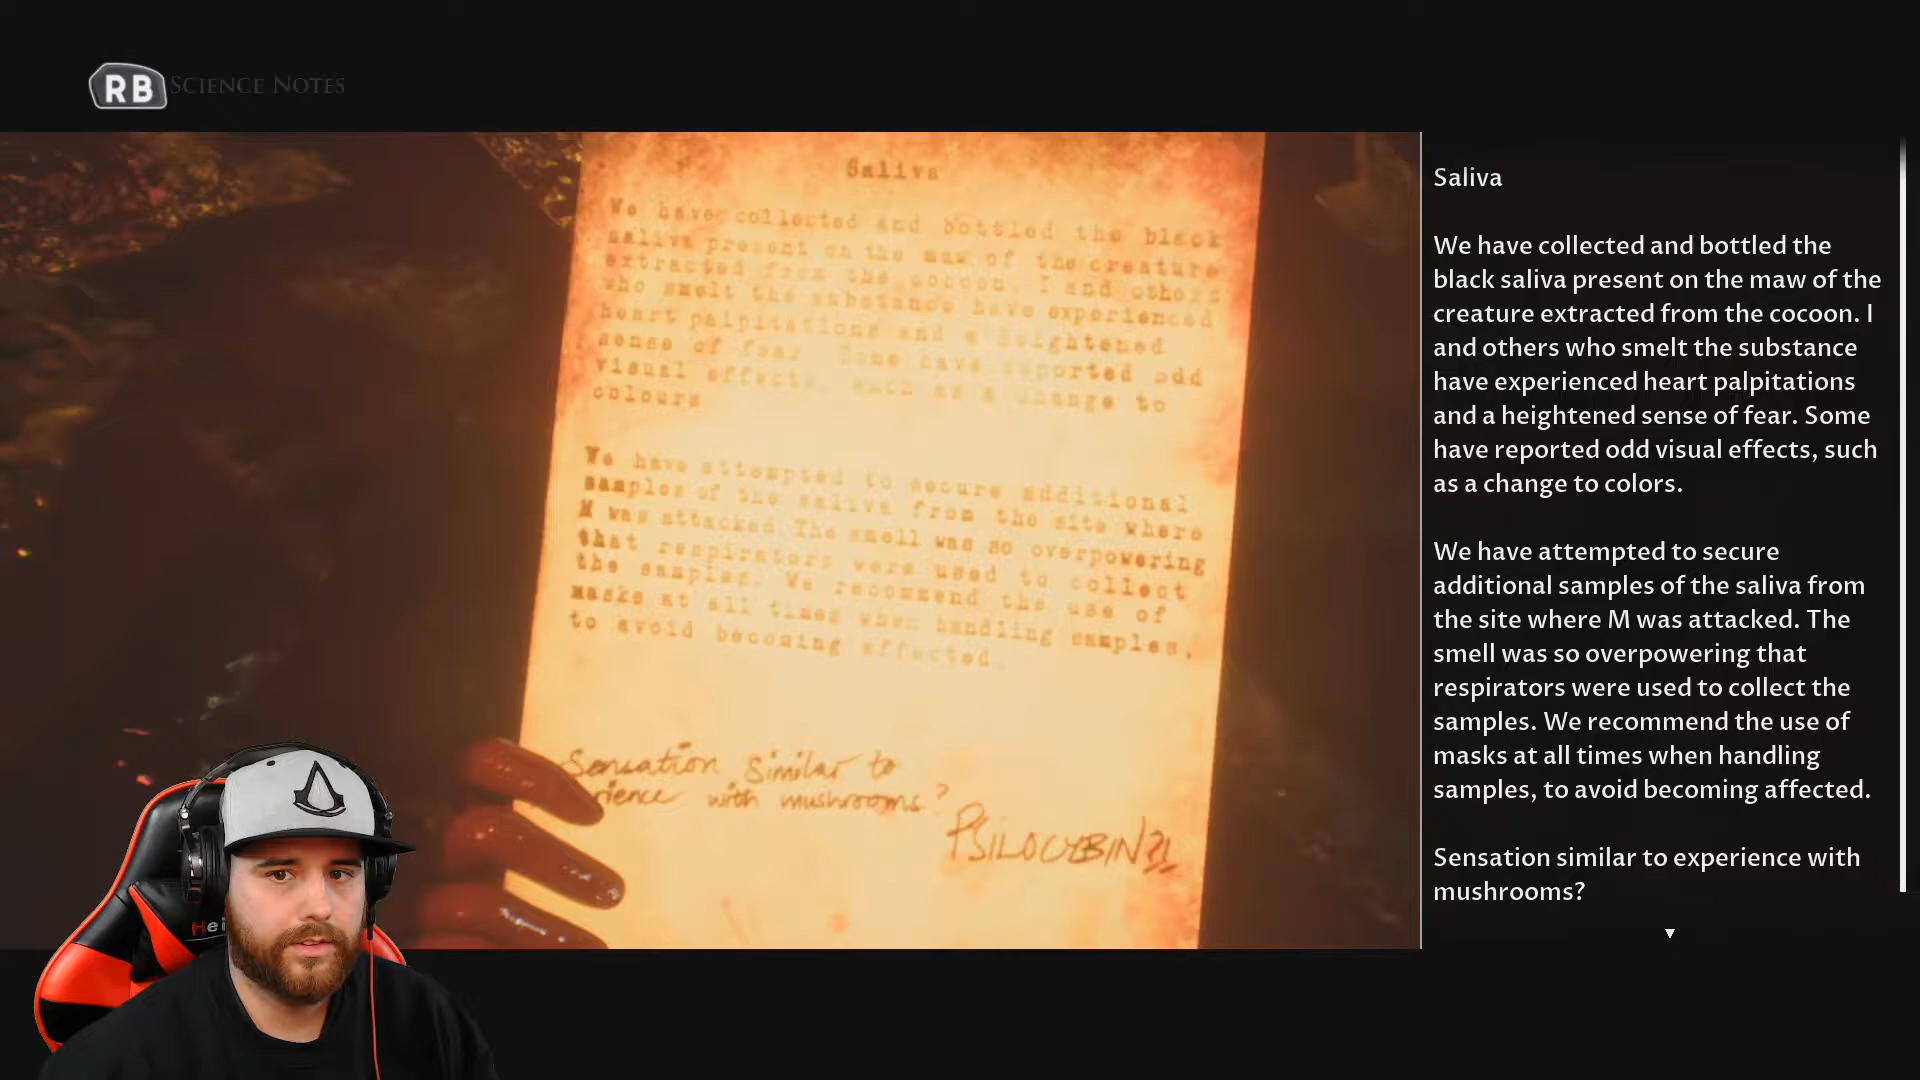 RB Science Notes
Saliva
We have collected and bottled the black
saliva present on the maw of the creature
extracted from the cocoon. I and others
who smelt the substance have experienced
heart palpitations and a heightened
sense of fear. Some have reported odd
visual effects, such as a change to
colours
We have attempted to secure additional
samples of the saliva from the site where
M was attacked. The smell was so overpowering
that respirators were used to collect
the samples. We recommend the use of
masks at all times when handling samples,
to avoid becoming affected.
Sensation similar to
rience with mushrooms?
PSILOCYBIN?!
Saliva
We have collected and bottled the
black saliva present on the maw of the
creature extracted from the cocoon. I
and others who smelt the substance
have experienced heart palpitations
and a heightened sense of fear. Some
have reported odd visual effects, such
as a change to colors.
We have attempted to secure
additional samples of the saliva from
the site where M was attacked. The
smell was so overpowering that
respirators were used to collect the
samples. We recommend the use of
masks at all times when handling
samples, to avoid becoming affected.
Sensation similar to experience with
mushrooms?
Hei